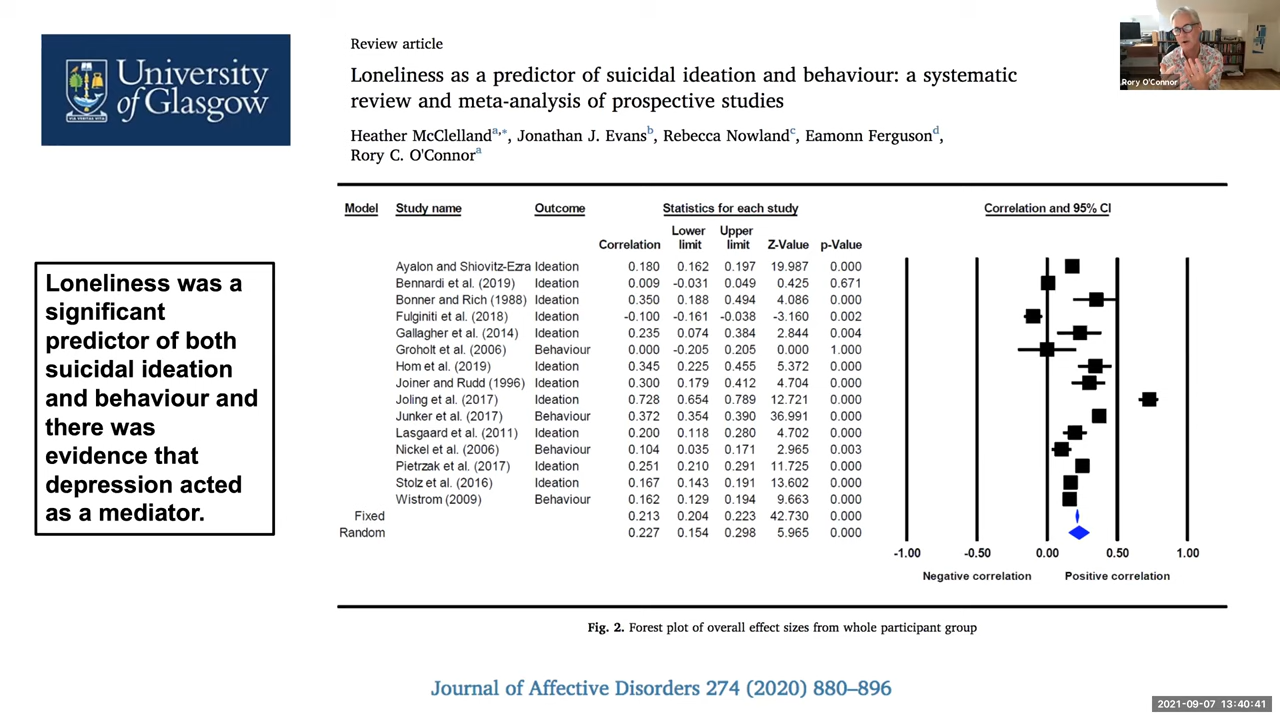 University
of Glasgow
Review article
Loneliness as a predictor of suicidal ideation and behaviour: a systematic
review and meta-analysis of prospective studies
Heather McClelland a,*, Jonathan J. Evans b, Rebecca Nowland c, Eamonn Ferguson d,
Rory C. O'Connor a
Rory O'Connor
Loneliness was a
significant
predictor of both
suicidal ideation
and behaviour and
there was
evidence that
depression acted
as a mediator.
Model Study name Outcome Statistics for each study Correlation and 95% CI
Lower Upper
Correlation limit limit Z-Value p-Value
Ayalon and Shiovitz-Ezra Ideation 0.180 0.162 0.197 19.987 0.000
Bennardi et al. (2019) Ideation 0.009 -0.031 0.049 0.425 0.671
Bonner and Rich (1988) Ideation 0.350 0.188 0.494 4.086 0.000
Fulginiti et al. (2018) Ideation -0.100 -0.161 -0.038 -3.160 0.002
Gallagher et al. (2014) Ideation 0.235 0.074 0.384 2.844 0.004
Groholt et al. (2006) Behaviour 0.000 -0.205 0.205 0.000 1.000
Hom et al. (2019) Ideation 0.345 0.225 0.455 5.372 0.000
Joiner and Rudd (1996) Ideation 0.300 0.179 0.412 4.704 0.000
Joling et al. (2017) Ideation 0.728 0.654 0.789 12.721 0.000
Junker et al. (2017) Behaviour 0.372 0.354 0.390 36.991 0.000
Lasgaard et al. (2011) Ideation 0.200 0.118 0.280 4.702 0.000
Nickel et al. (2006) Behaviour 0.104 0.035 0.171 2.965 0.003
Pietrzak et al. (2017) Ideation 0.251 0.210 0.291 11.725 0.000
Stolz et al. (2016) Ideation 0.167 0.143 0.191 13.602 0.000
Wistrom (2009) Behaviour 0.162 0.129 0.194 9.663 0.000
Fixed 0.213 0.204 0.223 42.730 0.000
Random 0.227 0.154 0.298 5.965 0.000
-1.00 -0.50 0.00 0.50 1.00
Negative correlation Positive correlation
Fig. 2. Forest plot of overall effect sizes from whole participant group
Journal of Affective Disorders 274 (2020) 880–896
2021-09-07 13:40:41